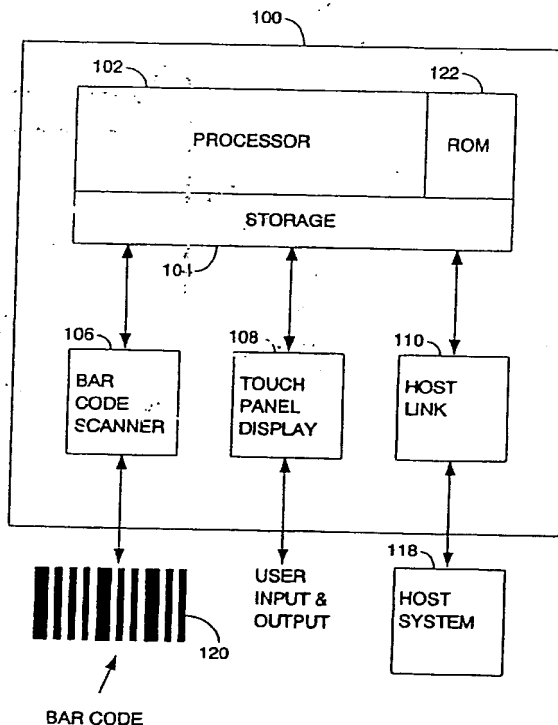 100
102
122
PROCESSOR
ROM
STORAGE
104
106
108
110
BAR
CODE
SCANNER
TOUCH
PANEL
DISPLAY
HOST
LINK
118
USER
INPUT &
OUTPUT
HOST
SYSTEM
120
BAR CODE